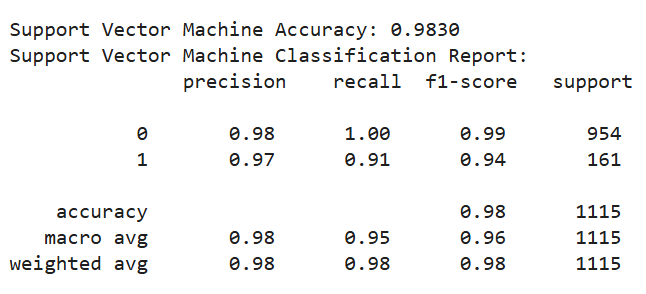 Support Vector Machine Accuracy: 0.9830
Support Vector Machine Classification Report:
precision recall f1-score support
0 0.98 1.00 0.99 954
1 0.97 0.91 0.94 161
accuracy 0.98 1115
macro avg 0.98 0.95 0.96 1115
weighted avg 0.98 0.98 0.98 1115